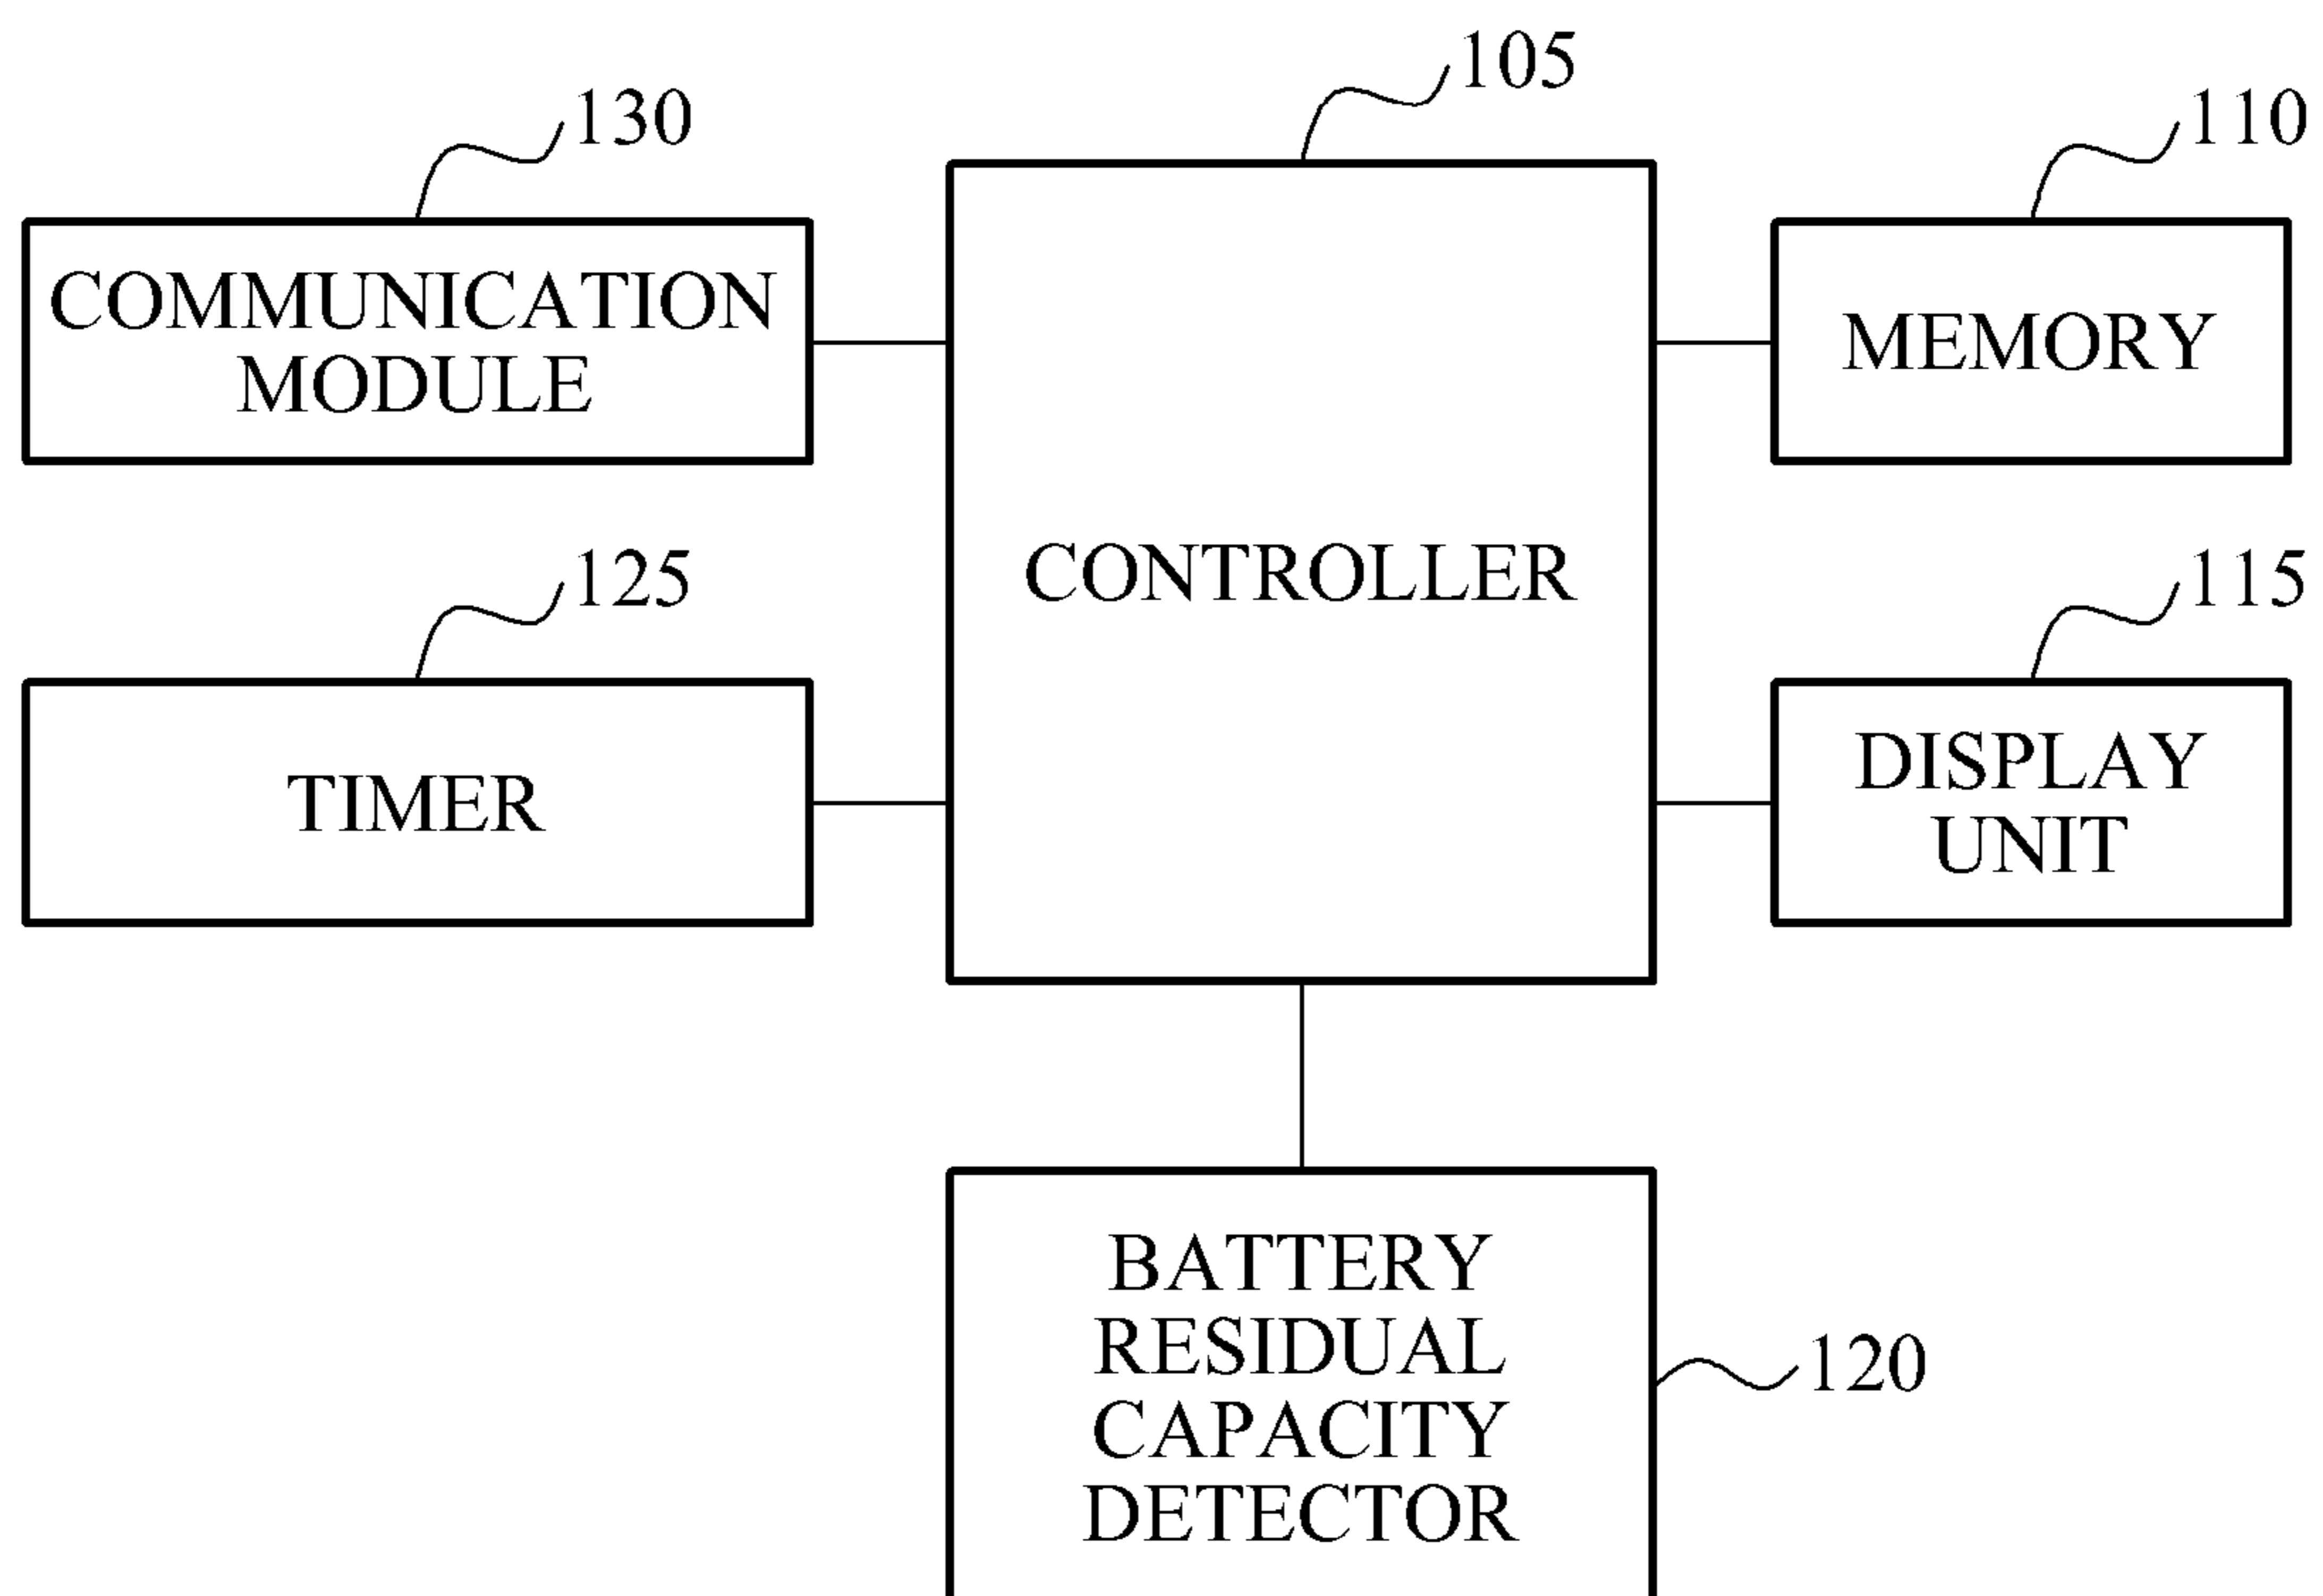 105
130
110
COMMUNICATION
MODULE
MEMORY
CONTROLLER
125
115
TIMER
DISPLAY
UNIT
BATTERY
RESIDUAL
CAPACITY
DETECTOR
120